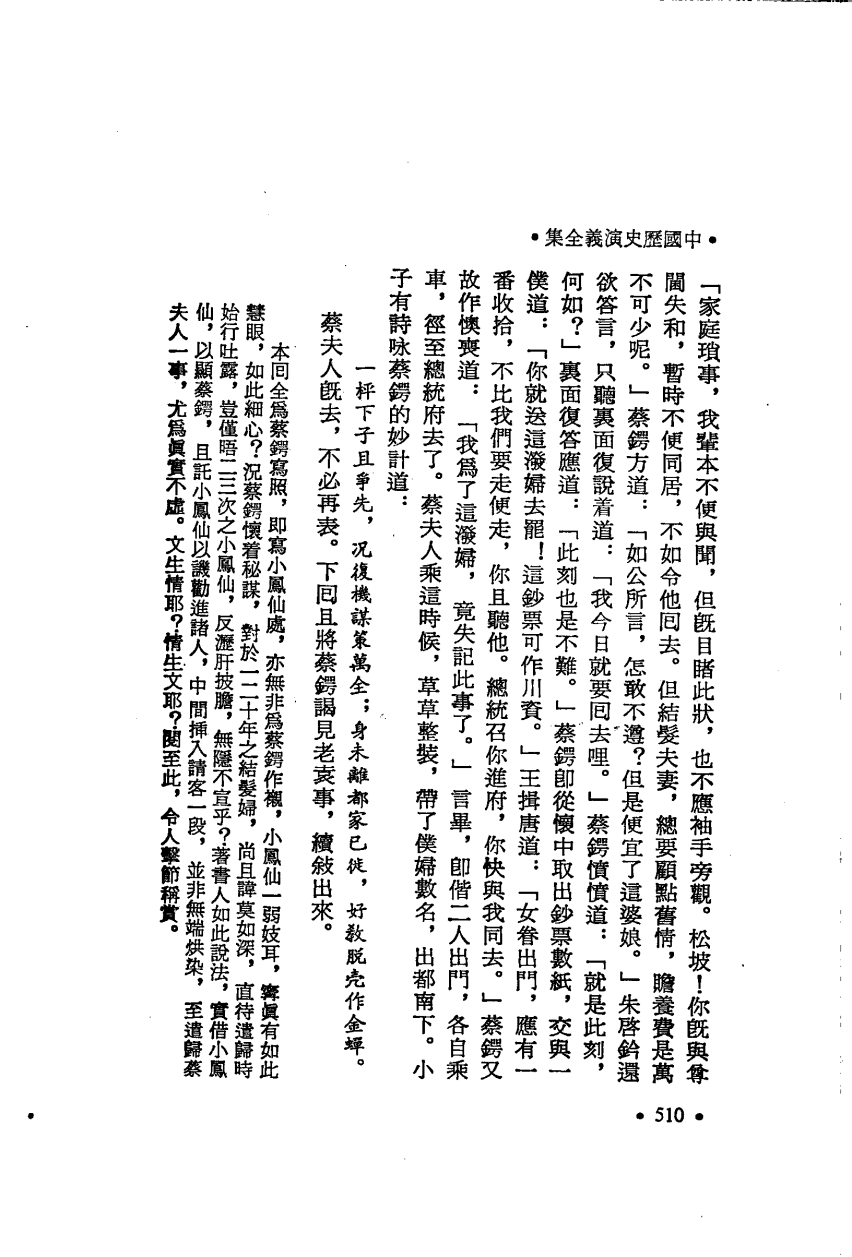 •中國歷史演義全集•
「家庭瑣事，我輩本不便與聞，但旣目睹此狀，也不應袖手旁觀。松坡！你旣與尊
閫失和，暫時不便同居，不如令他回去。但結髮夫妻，總要顧點舊情，贍養費是萬
不可少呢。」蔡鍔方道：「如公所言，怎敢不遵？但是便宜了這婆娘。」朱啓鈐還
欲答言，只聽裏面復說着道：「我今日就要回去哩。」蔡鍔憤憤道：「就是此刻，
何如？」裏面復答應道：「此刻也是不難。」蔡鍔卽從懷中取出鈔票數紙，交與一
僕道：「你就送這潑婦去罷！這鈔票可作川資。」王揖唐道：「女眷出門，應有一
番收拾，不比我們要走便走，你且聽他。總統召你進府，你快與我同去。」蔡鍔又
故作懊喪道：「我爲了這潑婦，竟失記此事了。」言畢，卽偕二人出門，各自乘
車，徑至總統府去了。蔡夫人乘這時候，草草整裝，帶了僕婦數名，出都南下。小
子有詩咏蔡鍔的妙計道：
一枰下子且爭先，况復機謀策萬全；身未離都家已徙，好敎脫壳作金蟬。
蔡夫人旣去，不必再表。下回且將蔡鍔謁見老袁事，續敍出來。
本回全爲蔡鍔寫照，卽寫小鳳仙處，亦無非爲蔡鍔作襯，小鳳仙一弱妓耳，寧眞有如此
慧眼，如此細心？況蔡鍔懷着秘謀，對於一二十年之結髮婦，尚且諱莫如深，直待遣歸時
始行吐露，豈僅晤二三次之小鳳仙，反瀝肝披膽，無隱不宣乎？著書人如此說法，實借小鳳
仙，以顯蔡鍔，且託小鳳仙以譏勸進諸人，中間插入請客一段，並非無端烘染，至遣歸蔡
夫人一事，尤爲眞實不虛。文生情耶？情生文耶？閱至此，令人擊節稱賞。
•510•